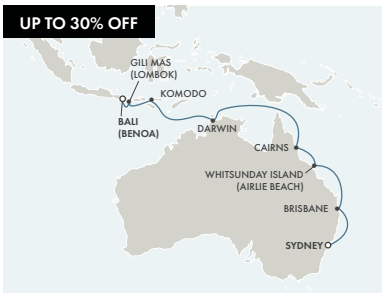 UP TO 30% OFF
GILI MAS
(LOMBOK)
KOMODO
BALI
(BENOA)
DARWIN
CAIRNS
WHITSUNDAY ISLAND
(AIRLIE BEACH)
BRISBANE
SYDNEY